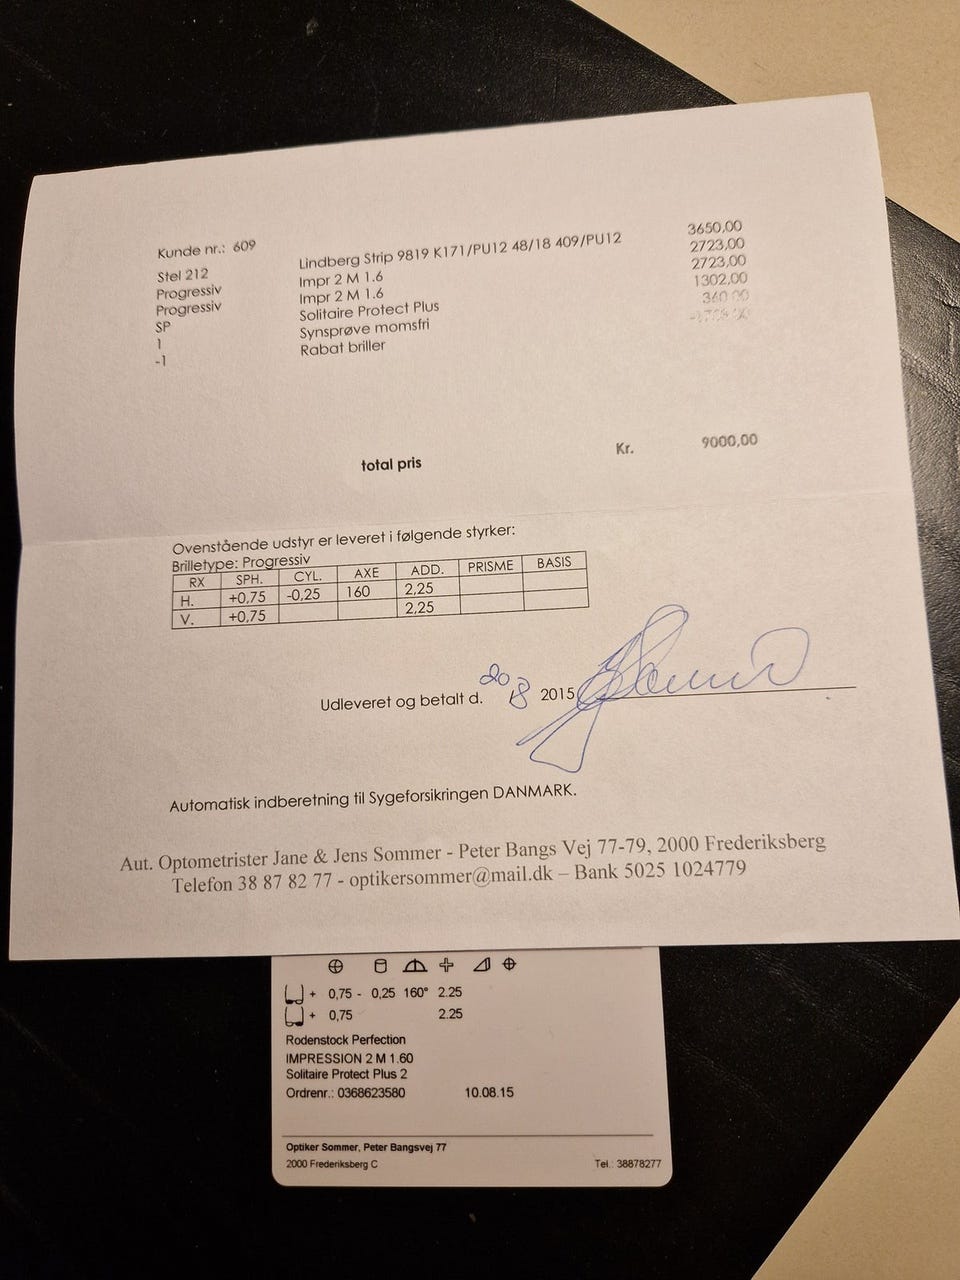 Kunde nr.: 609
Stel 212 Lindberg Strip 9819 K171/PU12 48/18 409/PU12 3650,00
Progressiv Impr 2 M 1.6 2723,00
Progressiv Impr 2 M 1.6 2723,00
SP Solitaire Protect Plus 1302,00
1 Synsprøve momsfri 360,00
-1 Rabat briller -1758,00
total pris Kr. 9000,00
Ovenstående udstyr er leveret i følgende styrker:
Brilletype: Progressiv
RX SPH. CYL. AXE ADD. PRISME BASIS
H. +0,75 -0,25 160 2,25
V. +0,75 2,25
Udleveret og betalt d. 20/8 2015
Automatisk indberetning til Sygeforsikringen DANMARK.
Aut. Optometrister Jane & Jens Sommer - Peter Bangs Vej 77-79, 2000 Frederiksberg
Telefon 38 87 82 77 - optikersommer@mail.dk – Bank 5025 1024779
+ 0,75 - 0,25 160° 2.25
+ 0,75 2.25
Rodenstock Perfection
IMPRESSION 2 M 1.60
Solitaire Protect Plus 2
Ordrenr.: 0368623580 10.08.15
Optiker Sommer, Peter Bangsvej 77
2000 Frederiksberg C Tel.: 38878277